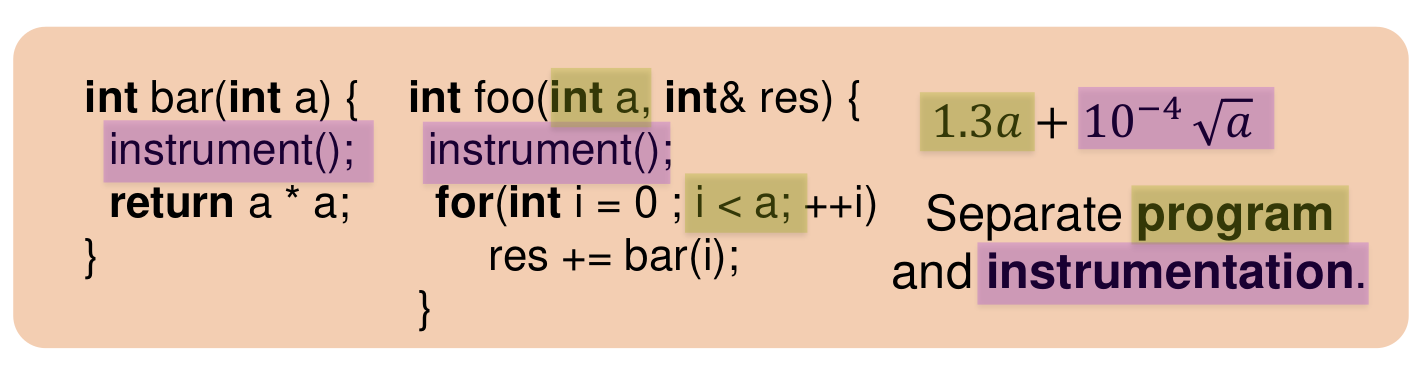 int bar(int a) {
instrument();
return a * a;
}
int foo(int a, int& res) {
instrument();
for(int i = 0 ; i < a; ++i)
res += bar(i);
}
1.3𝑎 + 10⁻⁴ √𝑎
Separate program
and instrumentation.